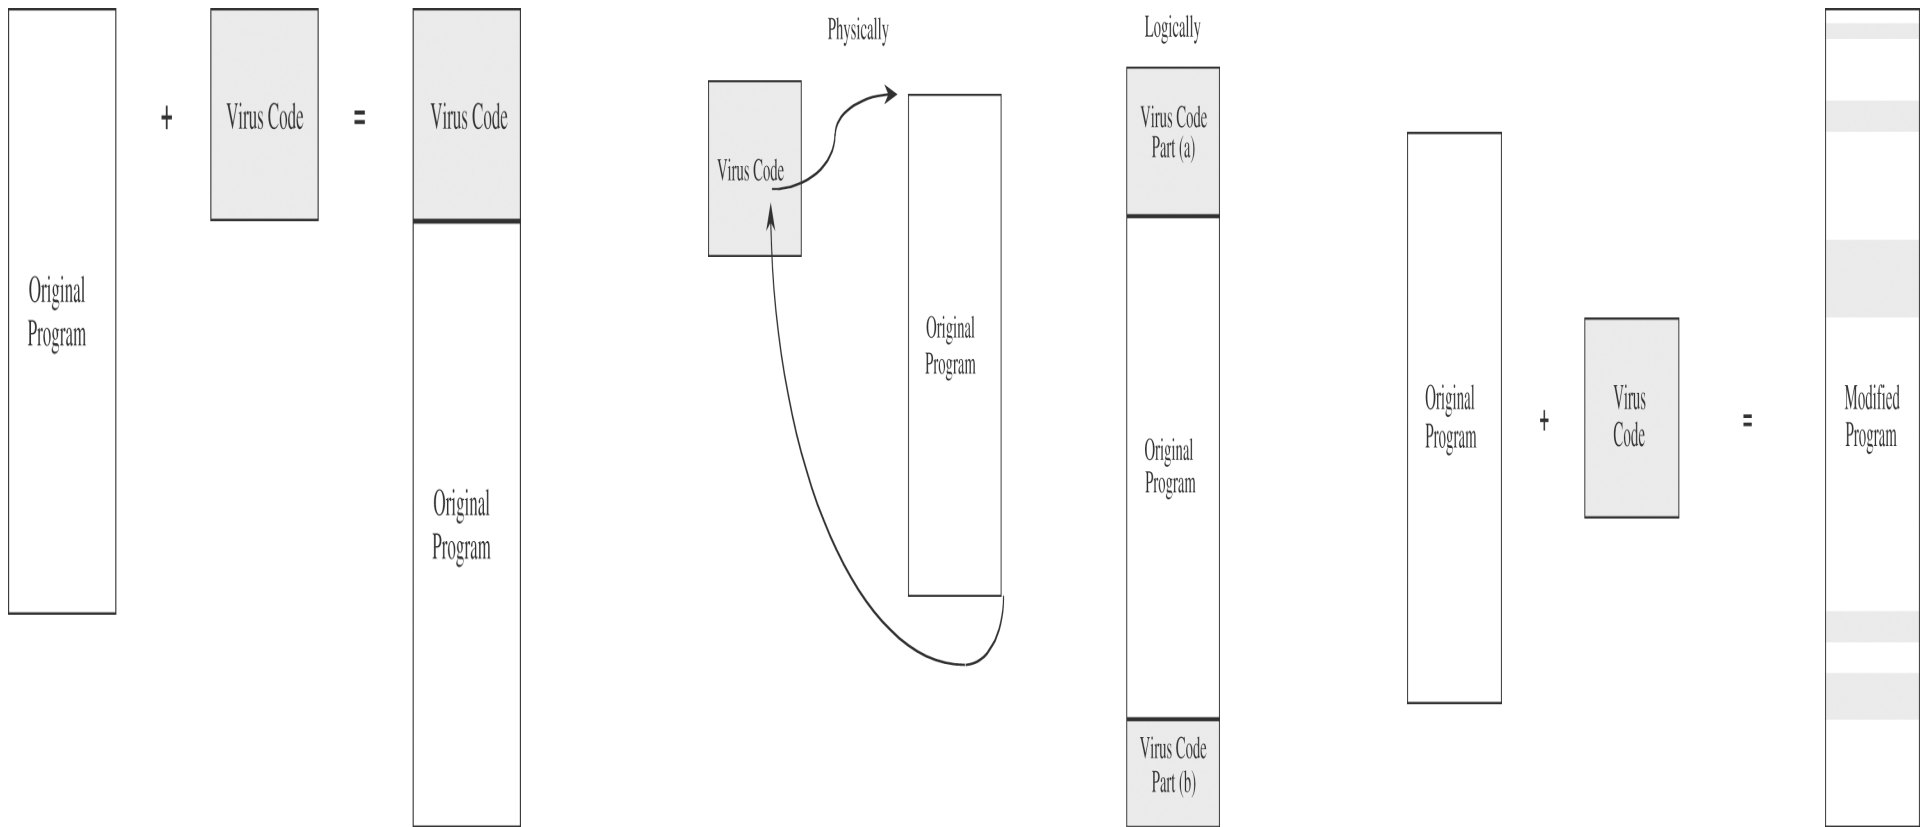 Original
Program
+
Virus Code
=
Virus Code
Original
Program
Physically
Virus Code
Original
Program
Logically
Virus Code
Part (a)
Original
Program
Virus Code
Part (b)
Original
Program
+
Virus
Code
=
Modified
Program